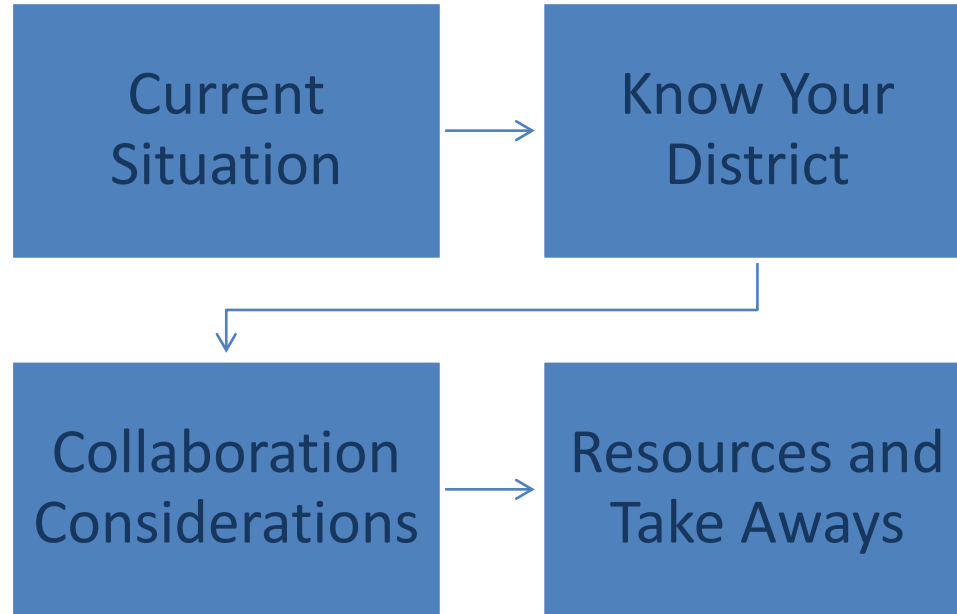 Current
Situation
Know Your
District
Collaboration
Considerations
Resources and
Take Aways